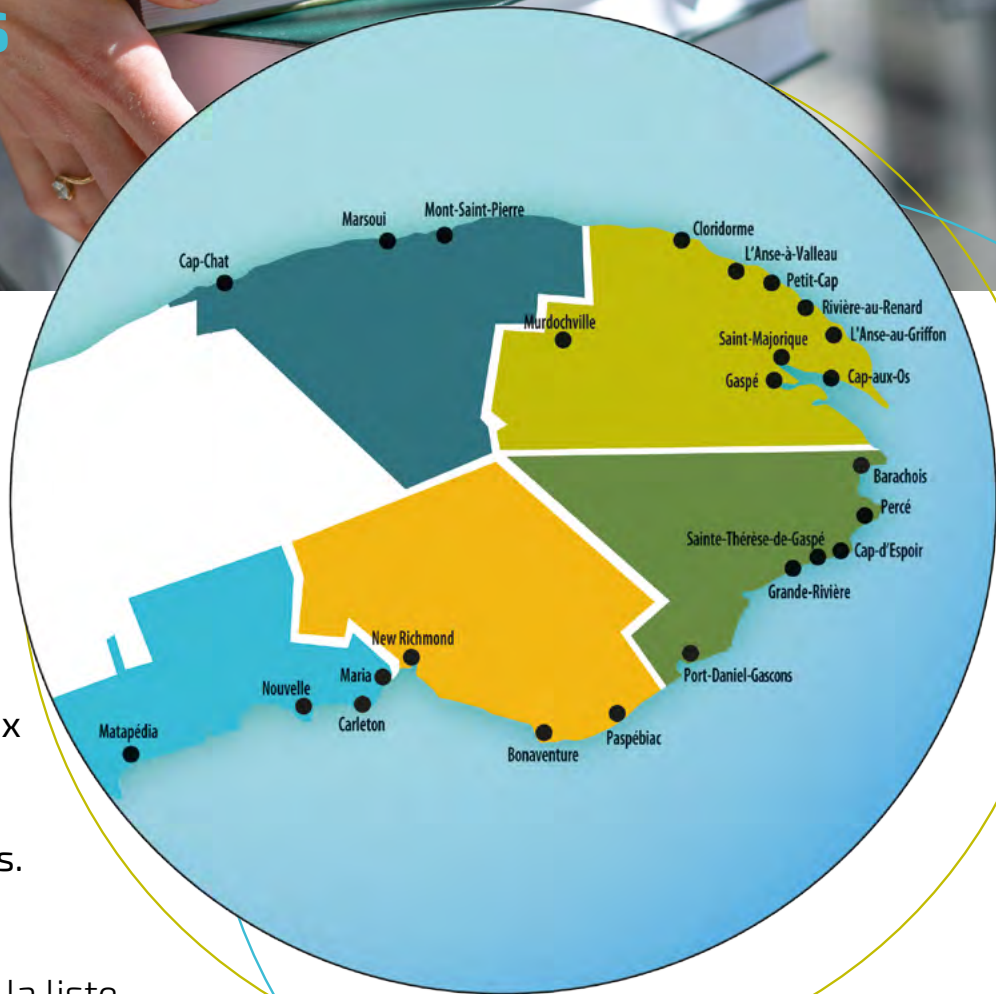 s
Mont-Saint-Pierre
Marsoui
Cap-Chat
Cloridorme
L'Anse-à-Valleau
Petit-Cap
Rivière-au-Renard
Murdochville
L'Anse-au-Griffon
Saint-Majorique
Gaspé
Cap-aux-Os
Barachois
Percé
Sainte-Thérèse-de-Gaspé
Cap-d'Espoir
Grande-Rivière
New Richmond
Maria
Port-Daniel-Gascons
Nouvelle
Carleton
Matapédia
Paspébiac
Bonaventure
x
s.
la liste